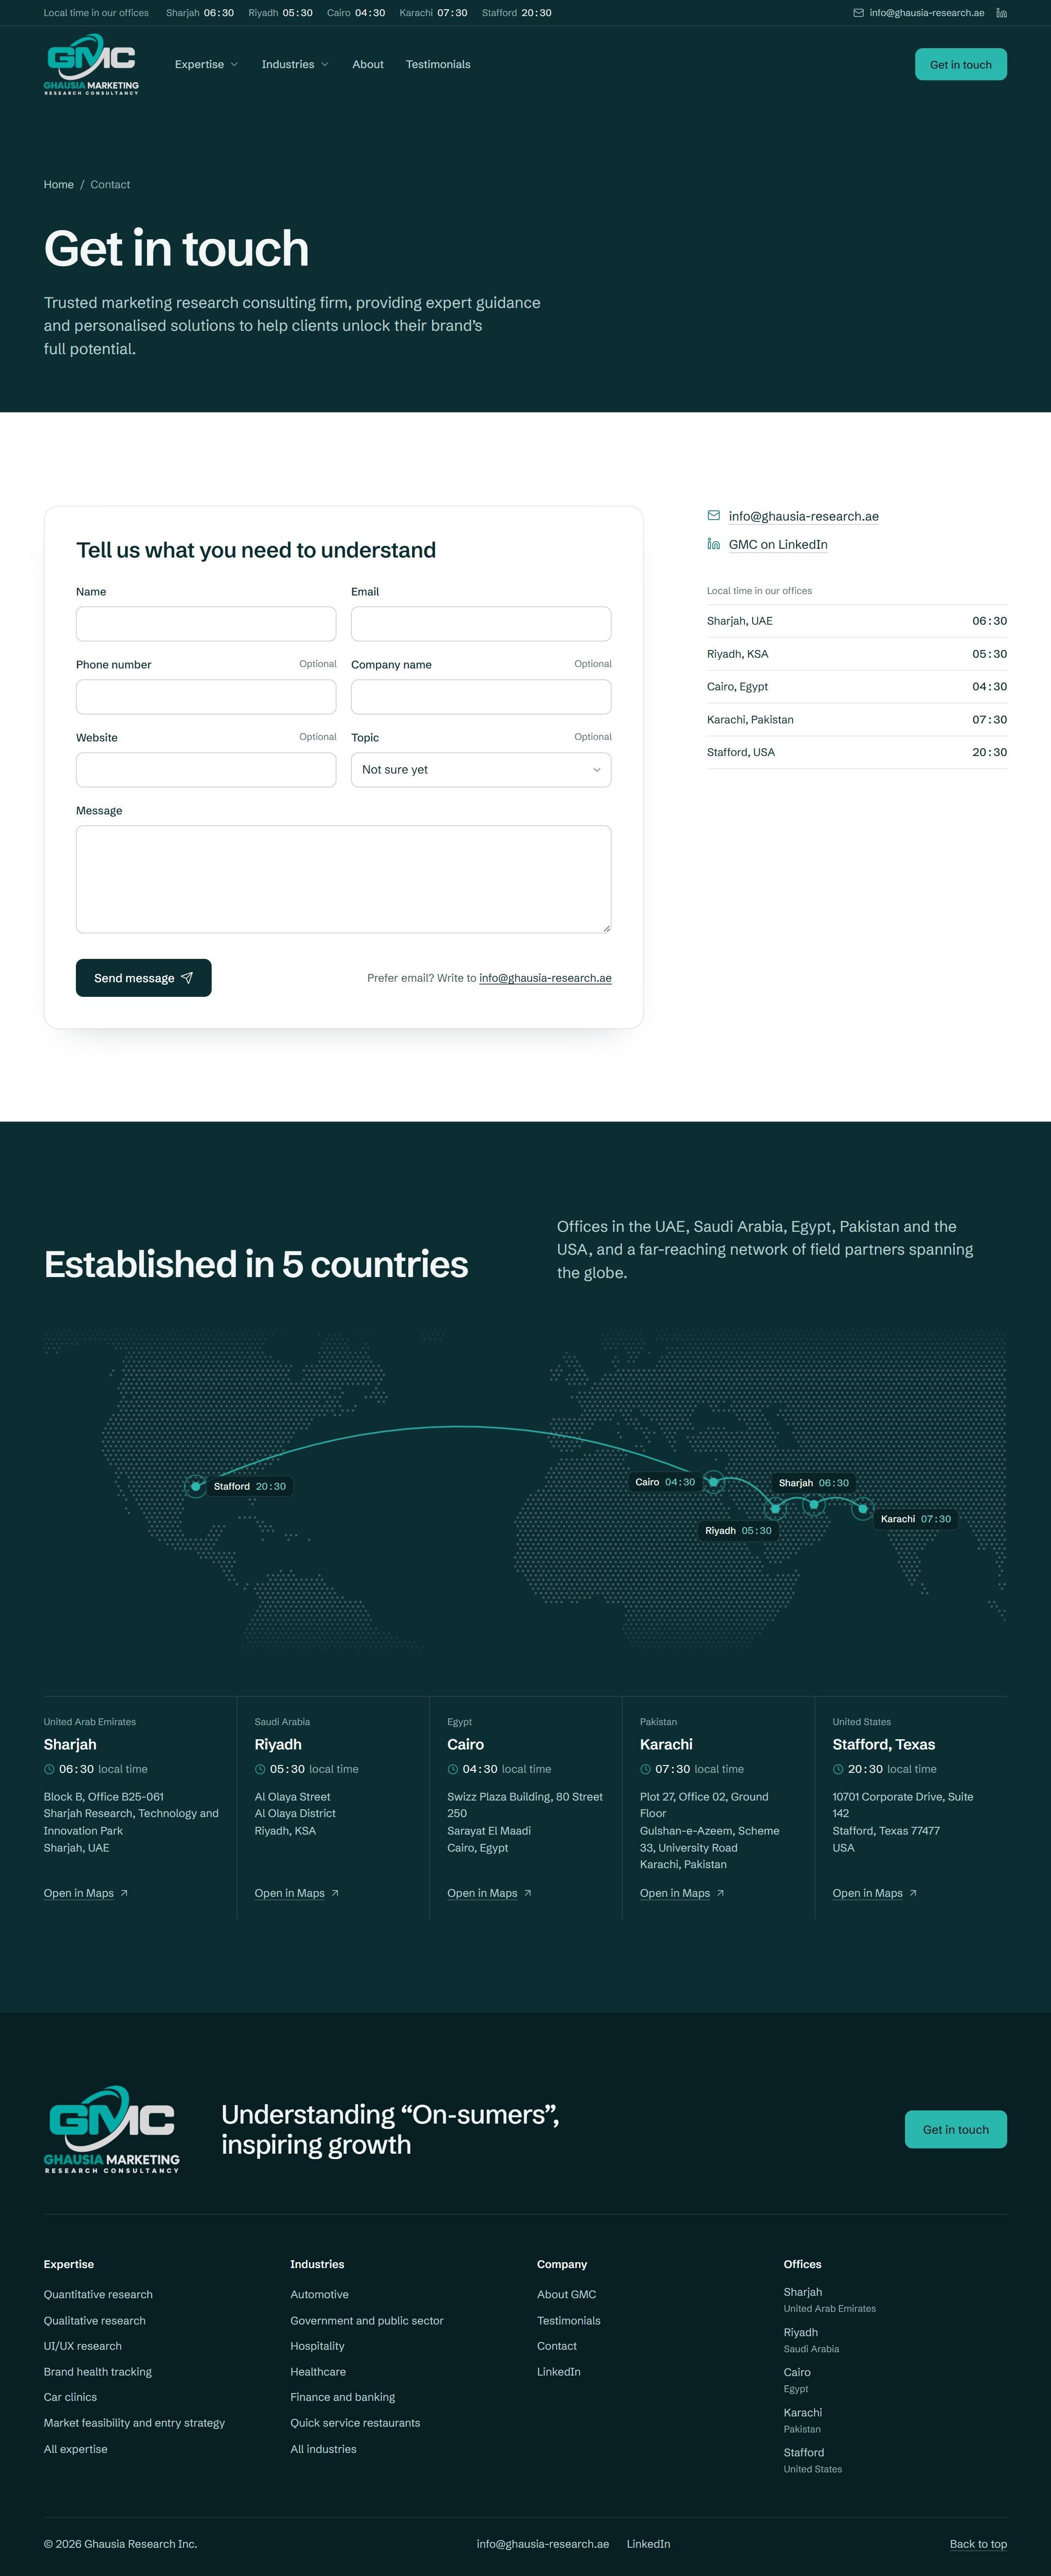 Local time in our offices Sharjah 06:30 Riyadh 05:30 Cairo 04:30 Karachi 07:30 Stafford 20:30 info@ghausia-research.ae
GMC
GHAUSIA MARKETING
RESEARCH CONSULTANCY
Expertise Industries About Testimonials Get in touch
Home / Contact
Get in touch
Trusted marketing research consulting firm, providing expert guidance
and personalised solutions to help clients unlock their brand’s
full potential.
Tell us what you need to understand
Name Email
Phone number Optional Company name Optional
Website Optional Topic Optional
Not sure yet
Message
Send message Prefer email? Write to info@ghausia-research.ae
info@ghausia-research.ae
GMC on LinkedIn
Local time in our offices
Sharjah, UAE 06:30
Riyadh, KSA 05:30
Cairo, Egypt 04:30
Karachi, Pakistan 07:30
Stafford, USA 20:30
Established in 5 countries
Offices in the UAE, Saudi Arabia, Egypt, Pakistan and the
USA, and a far-reaching network of field partners spanning
the globe.
Stafford 20:30
Cairo 04:30
Sharjah 06:30
Riyadh 05:30
Karachi 07:30
United Arab Emirates
Sharjah
06:30 local time
Block B, Office B25-061
Sharjah Research, Technology and
Innovation Park
Sharjah, UAE
Open in Maps
Saudi Arabia
Riyadh
05:30 local time
Al Olaya Street
Al Olaya District
Riyadh, KSA
Open in Maps
Egypt
Cairo
04:30 local time
Swizz Plaza Building, 80 Street
250
Sarayat El Maadi
Cairo, Egypt
Open in Maps
Pakistan
Karachi
07:30 local time
Plot 27, Office 02, Ground
Floor
Gulshan-e-Azeem, Scheme
33, University Road
Karachi, Pakistan
Open in Maps
United States
Stafford, Texas
20:30 local time
10701 Corporate Drive, Suite
142
Stafford, Texas 77477
USA
Open in Maps
GMC
GHAUSIA MARKETING
RESEARCH CONSULTANCY
Understanding “On-sumers”,
inspiring growth
Get in touch
Expertise
Quantitative research
Qualitative research
UI/UX research
Brand health tracking
Car clinics
Market feasibility and entry strategy
All expertise
Industries
Automotive
Government and public sector
Hospitality
Healthcare
Finance and banking
Quick service restaurants
All industries
Company
About GMC
Testimonials
Contact
LinkedIn
Offices
Sharjah
United Arab Emirates
Riyadh
Saudi Arabia
Cairo
Egypt
Karachi
Pakistan
Stafford
United States
© 2026 Ghausia Research Inc. info@ghausia-research.ae LinkedIn Back to top